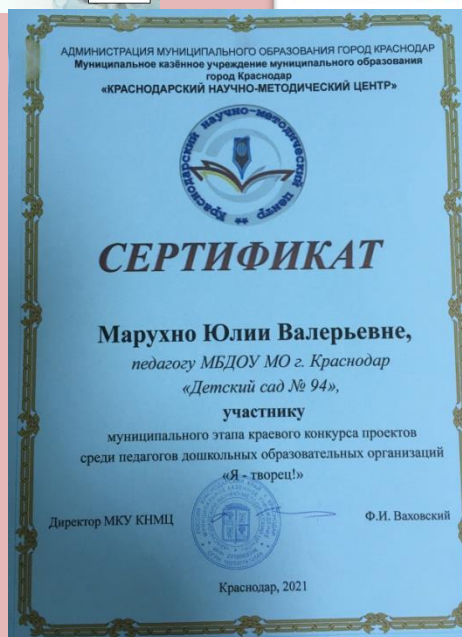 АДМИНИСТРАЦИЯ МУНИЦИПАЛЬНОГО ОБРАЗОВАНИЯ ГОРОД КРАСНОДАР
Муниципальное казённое учреждение муниципального образования
город Краснодар
«КРАСНОДАРСКИЙ НАУЧНО-МЕТОДИЧЕСКИЙ ЦЕНТР»
Краснодарский научно-методический центр
СЕРТИФИКАТ
Марухно Юлии Валерьевне,
педагогу МБДОУ МО г. Краснодар
«Детский сад № 94»,
участнику
муниципального этапа краевого конкурса проектов
среди педагогов дошкольных образовательных организаций
«Я - творец!»
Директор МКУ КНМЦ
Ф.И. Ваховский
Краснодар, 2021